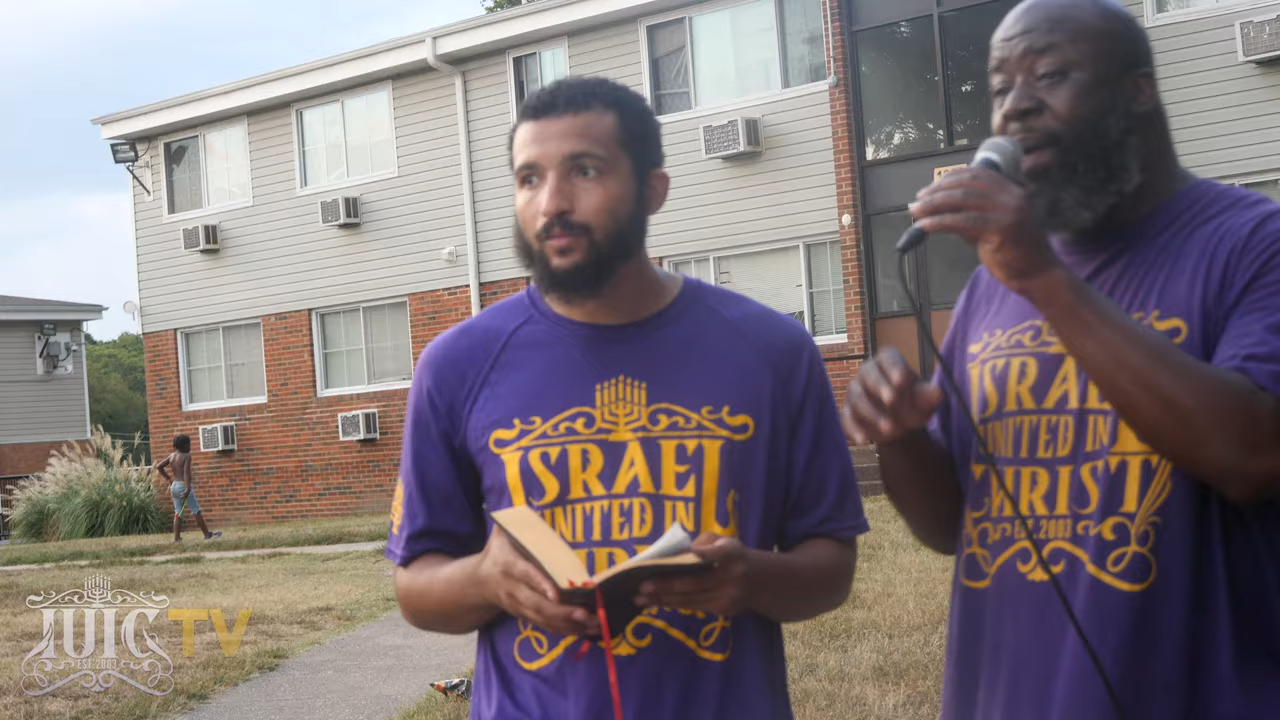 ISRAEL
UNITED IN
ISRAEL
UNITED IN
CHRIST
EST. 2003
IUIC TV
EST. 2003